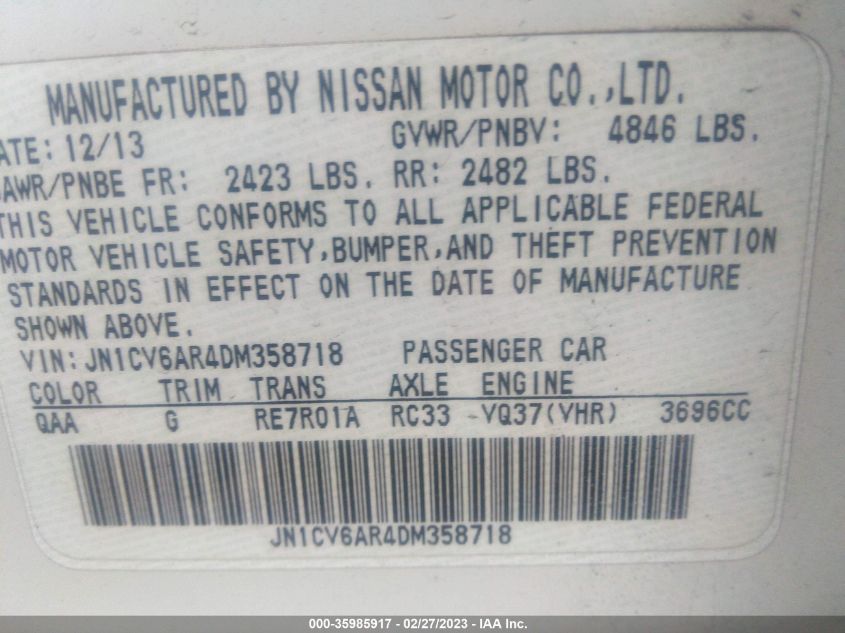 MANUFACTURED BY NISSAN MOTOR CO.,LTD.
ATE: 12/13 GVWR/PNBV: 4846 LBS.
AWR/PNBE FR: 2423 LBS. RR: 2482 LBS.
THIS VEHICLE CONFORMS TO ALL APPLICABLE FEDERAL
MOTOR VEHICLE SAFETY,BUMPER,AND THEFT PREVENTION
STANDARDS IN EFFECT ON THE DATE OF MANUFACTURE
SHOWN ABOVE.
VIN: JN1CV6AR4DM358718 PASSENGER CAR
COLOR TRIM TRANS AXLE ENGINE
QAA G RE7R01A RC33 VQ37(VHR) 3696CC
JN1CV6AR4DM358718
000-35985917 - 02/27/2023 - IAA Inc.